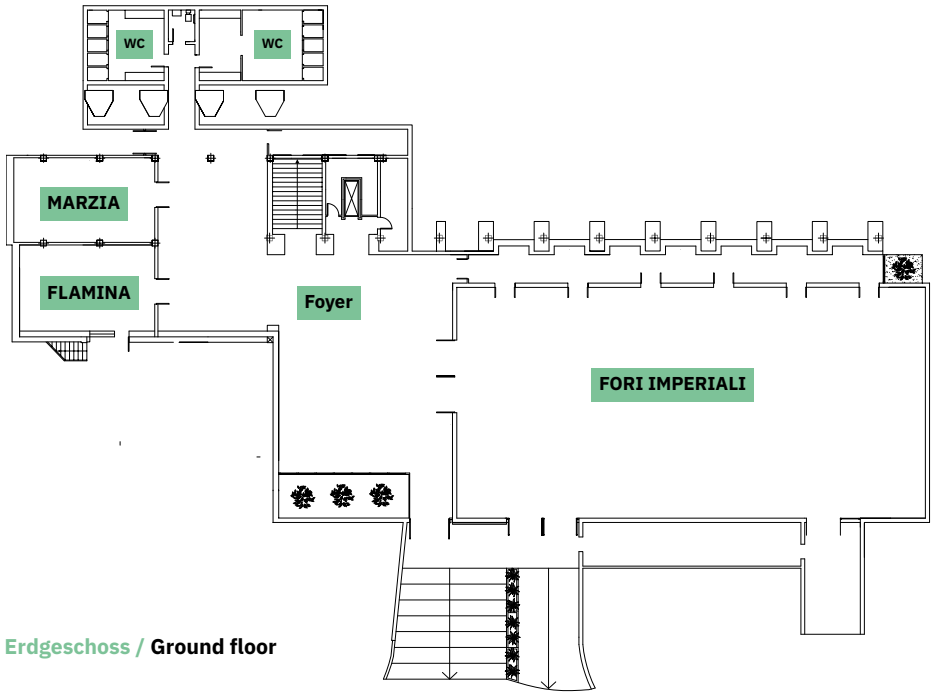 WC
WC
MARZIA
FLAMINA
Foyer
FORI IMPERIALI
Erdgeschoss / Ground floor